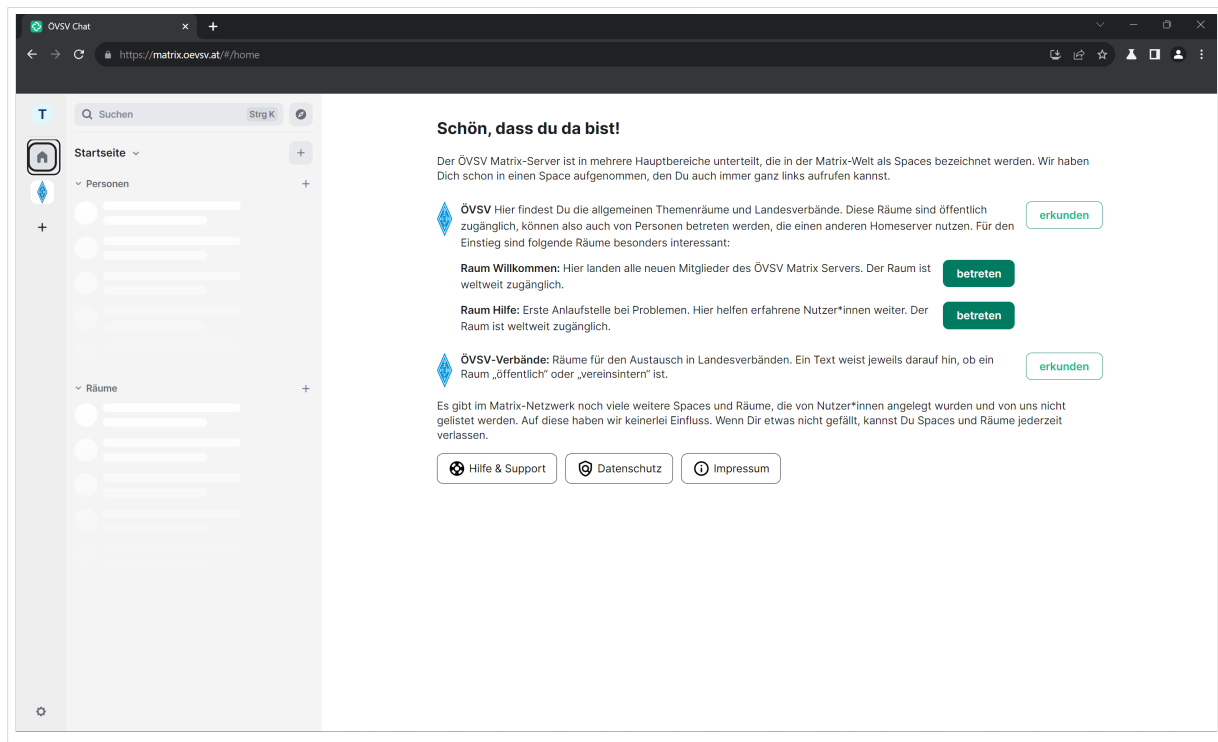 ÖVSV Chat
https://matrix.oevsv.at/#/home
T
Suchen Strg K
Startseite
Personen
Räume
Schön, dass du da bist!
Der ÖVSV Matrix-Server ist in mehrere Hauptbereiche unterteilt, die in der Matrix-Welt als Spaces bezeichnet werden. Wir haben
Dich schon in einen Space aufgenommen, den Du auch immer ganz links aufrufen kannst.
ÖVSV Hier findest Du die allgemeinen Themenräume und Landesverbände. Diese Räume sind öffentlich
zugänglich, können also auch von Personen betreten werden, die einen anderen Homeserver nutzen. Für den
Einstieg sind folgende Räume besonders interessant:
erkunden
Raum Willkommen: Hier landen alle neuen Mitglieder des ÖVSV Matrix Servers. Der Raum ist
weltweit zugänglich.
betreten
Raum Hilfe: Erste Anlaufstelle bei Problemen. Hier helfen erfahrene Nutzer*innen weiter. Der
Raum ist weltweit zugänglich.
betreten
ÖVSV-Verbände: Räume für den Austausch in Landesverbänden. Ein Text weist jeweils darauf hin, ob ein
Raum „öffentlich“ oder „vereinsintern“ ist.
erkunden
Es gibt im Matrix-Netzwerk noch viele weitere Spaces und Räume, die von Nutzer*innen angelegt wurden und von uns nicht
gelistet werden. Auf diese haben wir keinerlei Einfluss. Wenn Dir etwas nicht gefällt, kannst Du Spaces und Räume jederzeit
verlassen.
Hilfe & Support
Datenschutz
Impressum